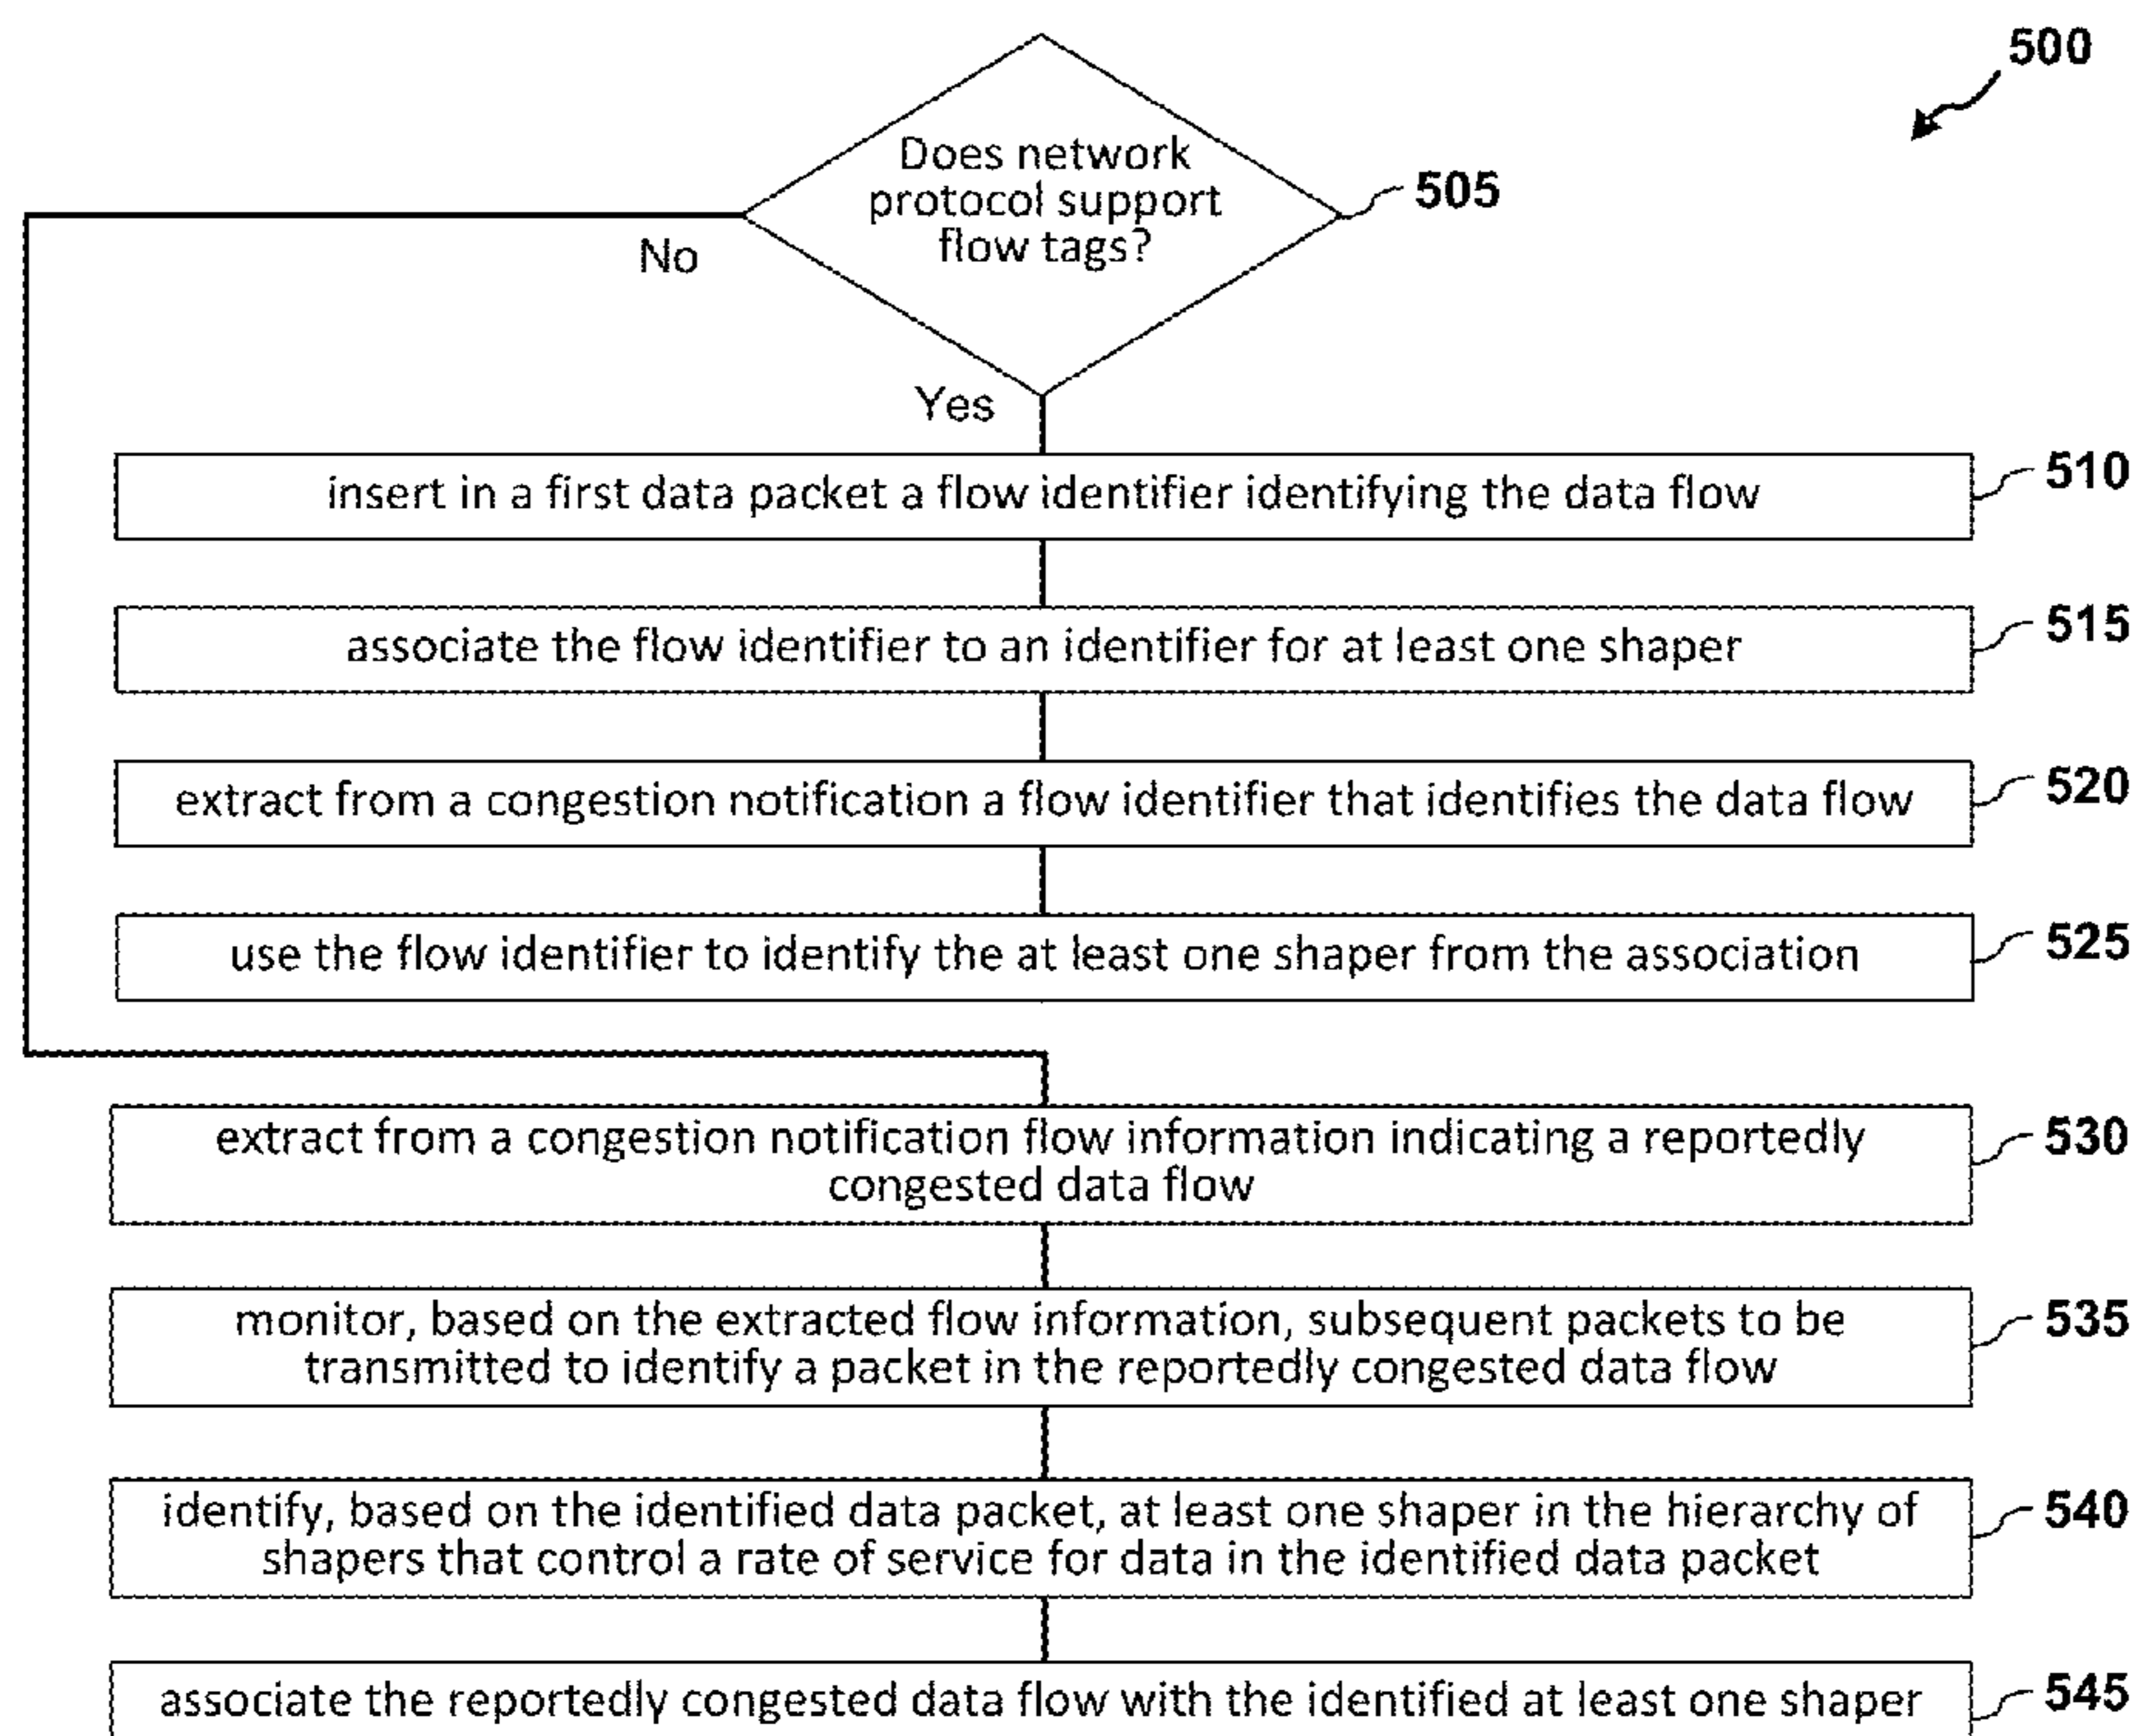 500
Does network
protocol support
flow tags?
505
No
Yes
insert in a first data packet a flow identifier identifying the data flow
510
associate the flow identifier to an identifier for at least one shaper
515
extract from a congestion notification a flow identifier that identifies the data flow
520
use the flow identifier to identify the at least one shaper from the association
525
extract from a congestion notification flow information indicating a reportedly
congested data flow
530
monitor, based on the extracted flow information, subsequent packets to be
transmitted to identify a packet in the reportedly congested data flow
535
identify, based on the identified data packet, at least one shaper in the hierarchy of
shapers that control a rate of service for data in the identified data packet
540
associate the reportedly congested data flow with the identified at least one shaper
545